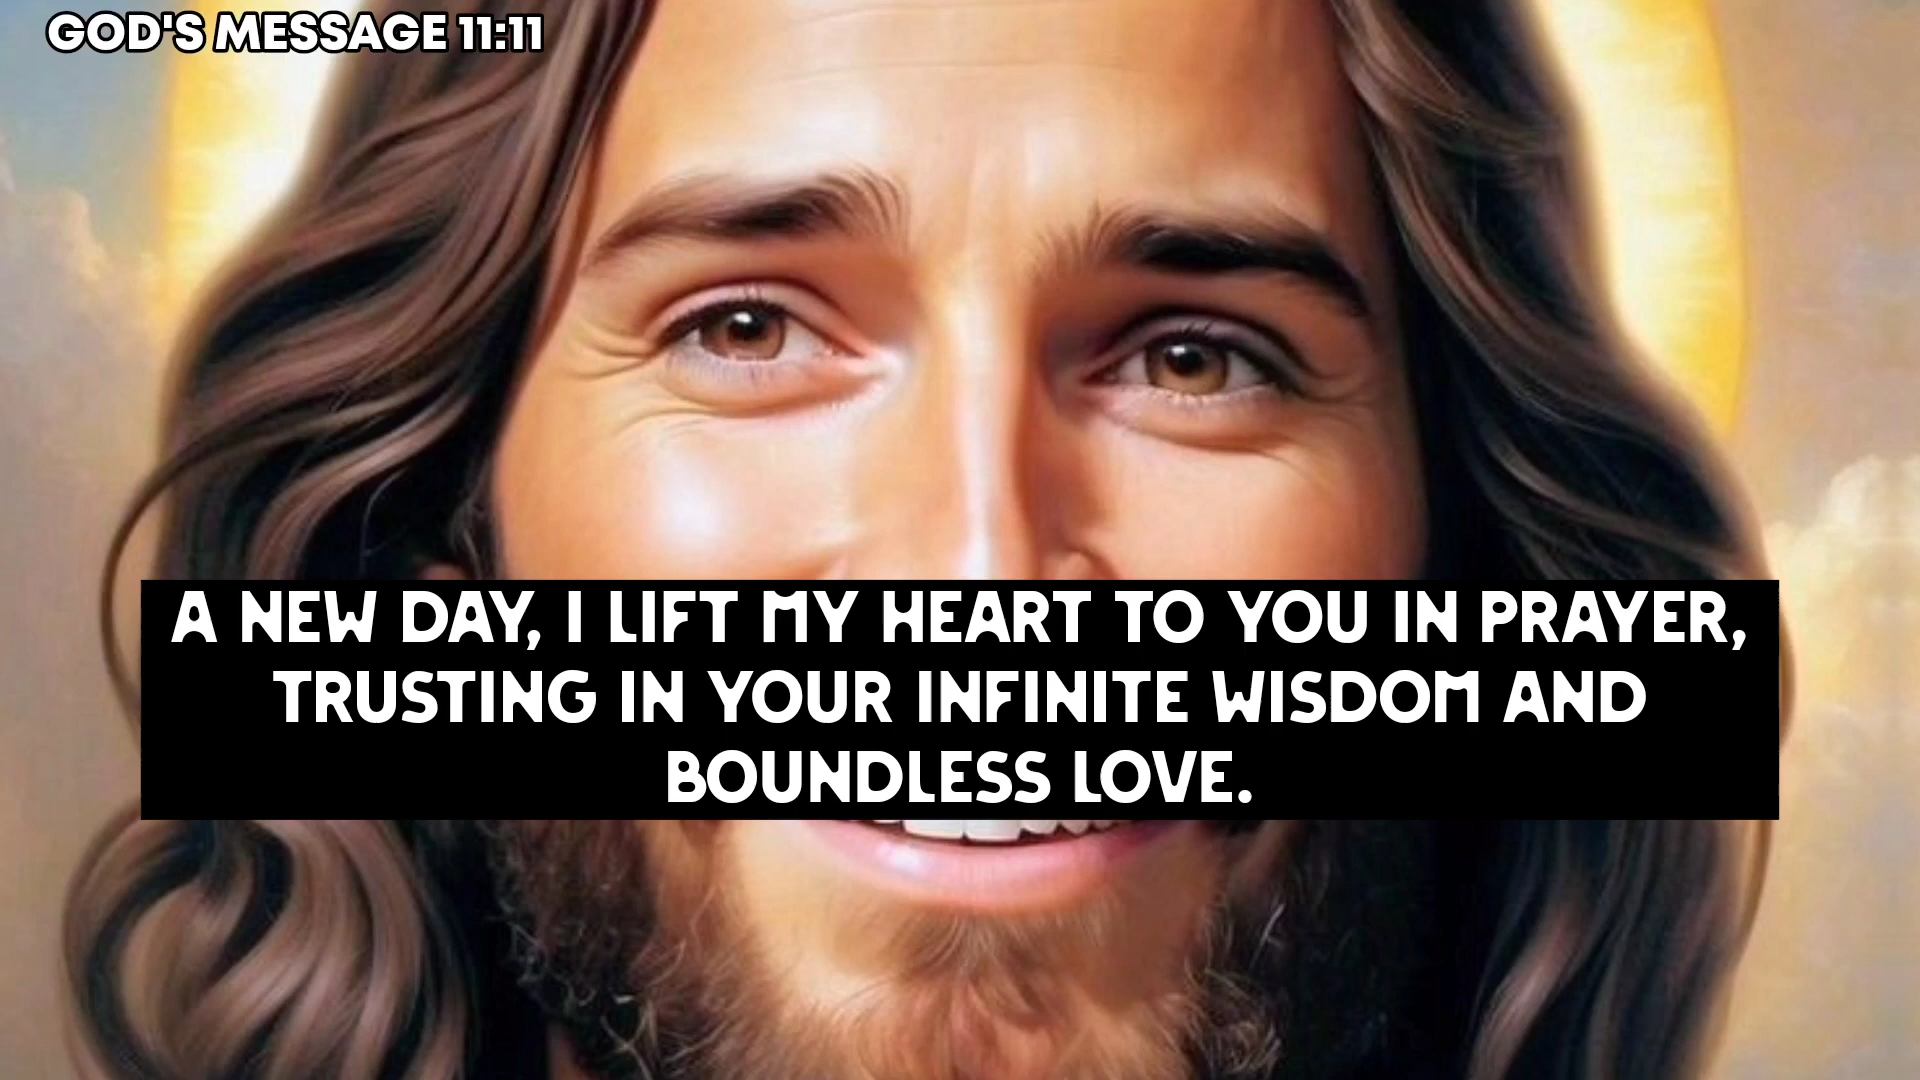 GOD'S MESSAGE 11:11
A NEW DAY, I LIFT MY HEART TO YOU IN PRAYER,
TRUSTING IN YOUR INFINITE WISDOM AND
BOUNDLESS LOVE.